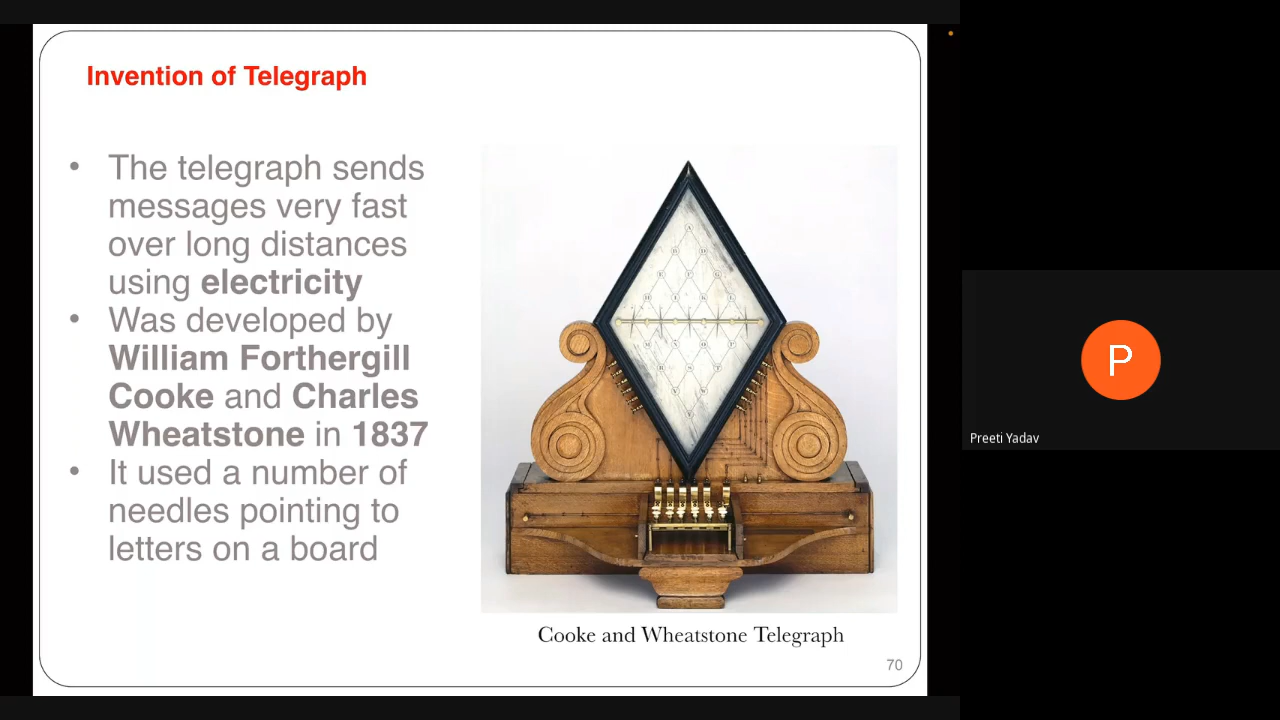 Invention of Telegraph
• The telegraph sends
messages very fast
over long distances
using electricity
• Was developed by
William Forthergill
Cooke and Charles
Wheatstone in 1837
• It used a number of
needles pointing to
letters on a board
Cooke and Wheatstone Telegraph
70
P
Preeti Yadav